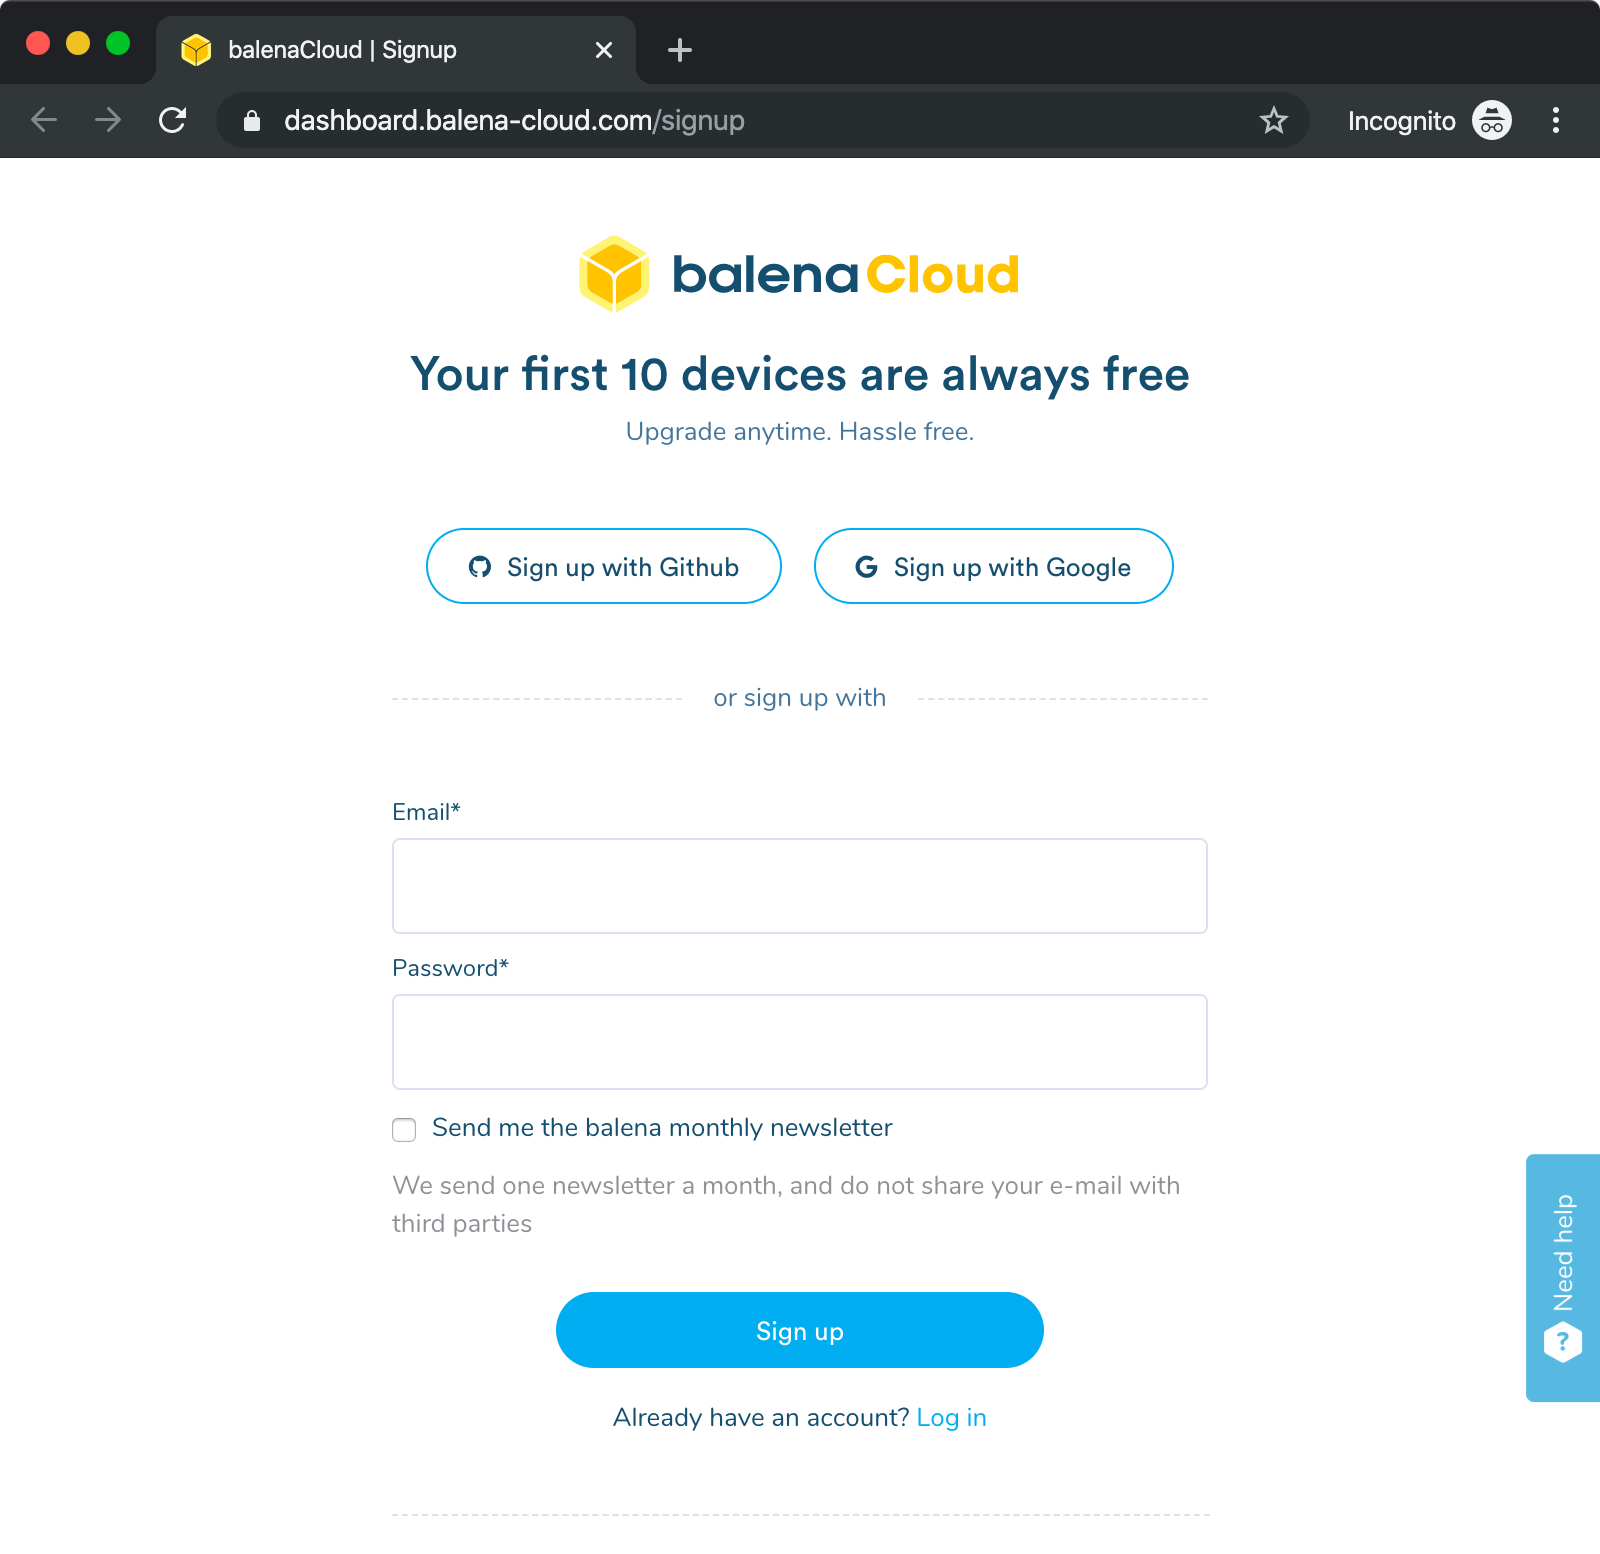 balenaCloud | Signup
dashboard.balena-cloud.com/signup
Incognito
balenaCloud
Your first 10 devices are always free
Upgrade anytime. Hassle free.
Sign up with Github
Sign up with Google
or sign up with
Email*
Password*
Send me the balena monthly newsletter
We send one newsletter a month, and do not share your e-mail with
third parties
Need help
?
Sign up
Already have an account? Log in